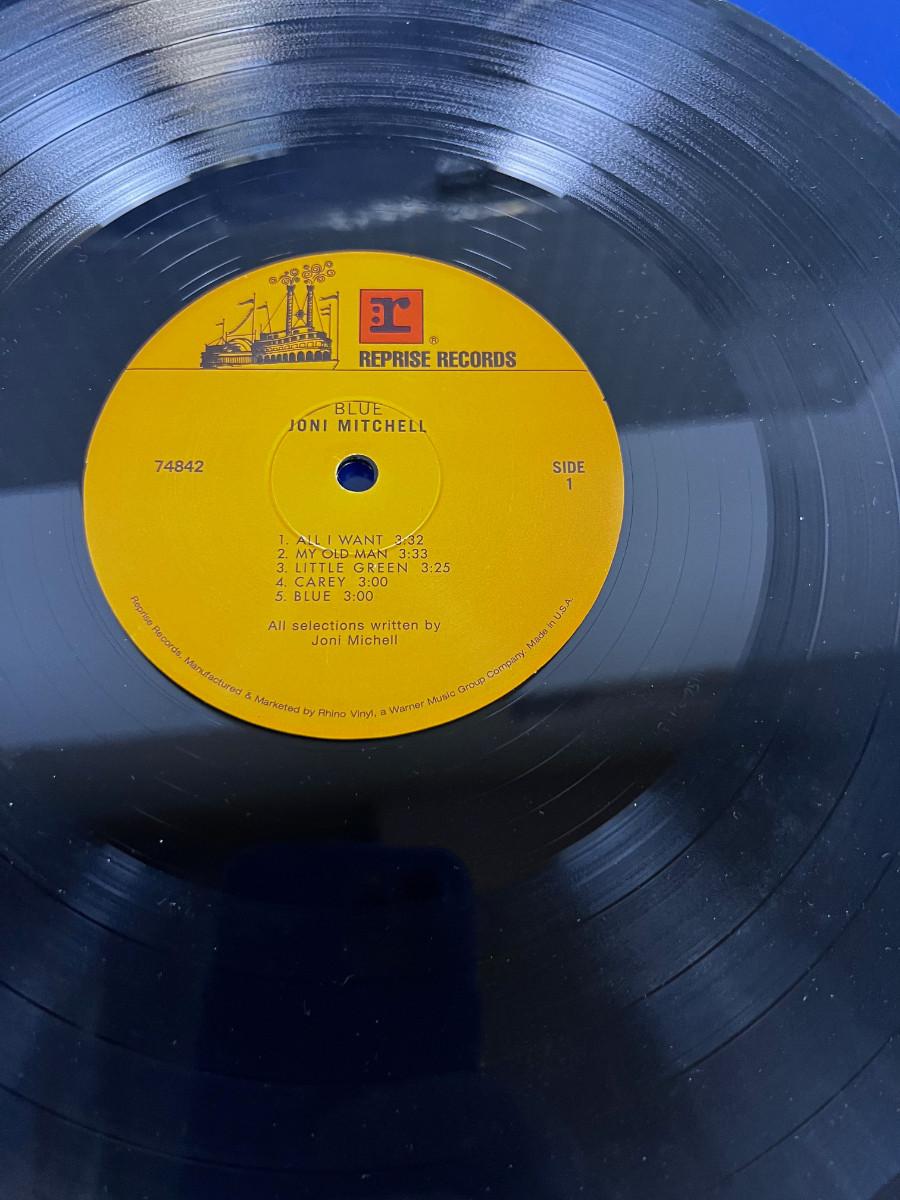 r
®
REPRISE RECORDS
BLUE
JONI MITCHELL
74842
SIDE
1
1. ALL I WANT 3:32
2. MY OLD MAN 3:33
3. LITTLE GREEN 3:25
4. CAREY 3:00
5. BLUE 3:00
All selections written by
Joni Michell
Reprise Records, Manufactured & Marketed by Rhino Vinyl, a Warner Music Group Company. Made in U.S.A.